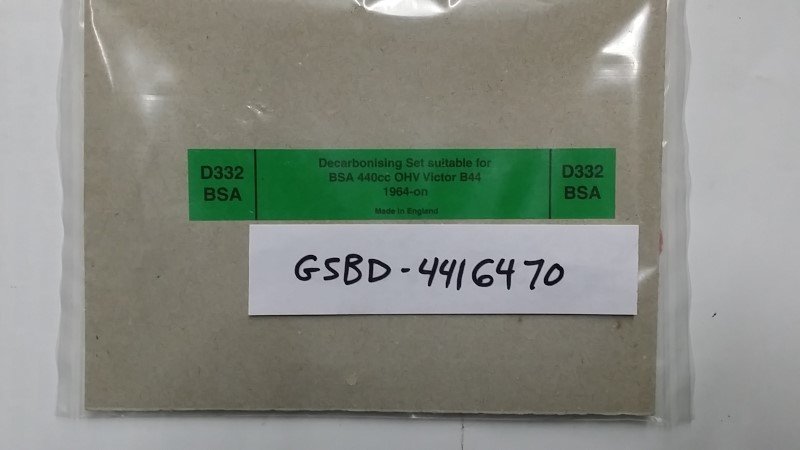 D332
BSA
Decarbonising Set suitable for
BSA 440cc OHV Victor B44
1964-on
Made in England
D332
BSA
GSBD-4416470